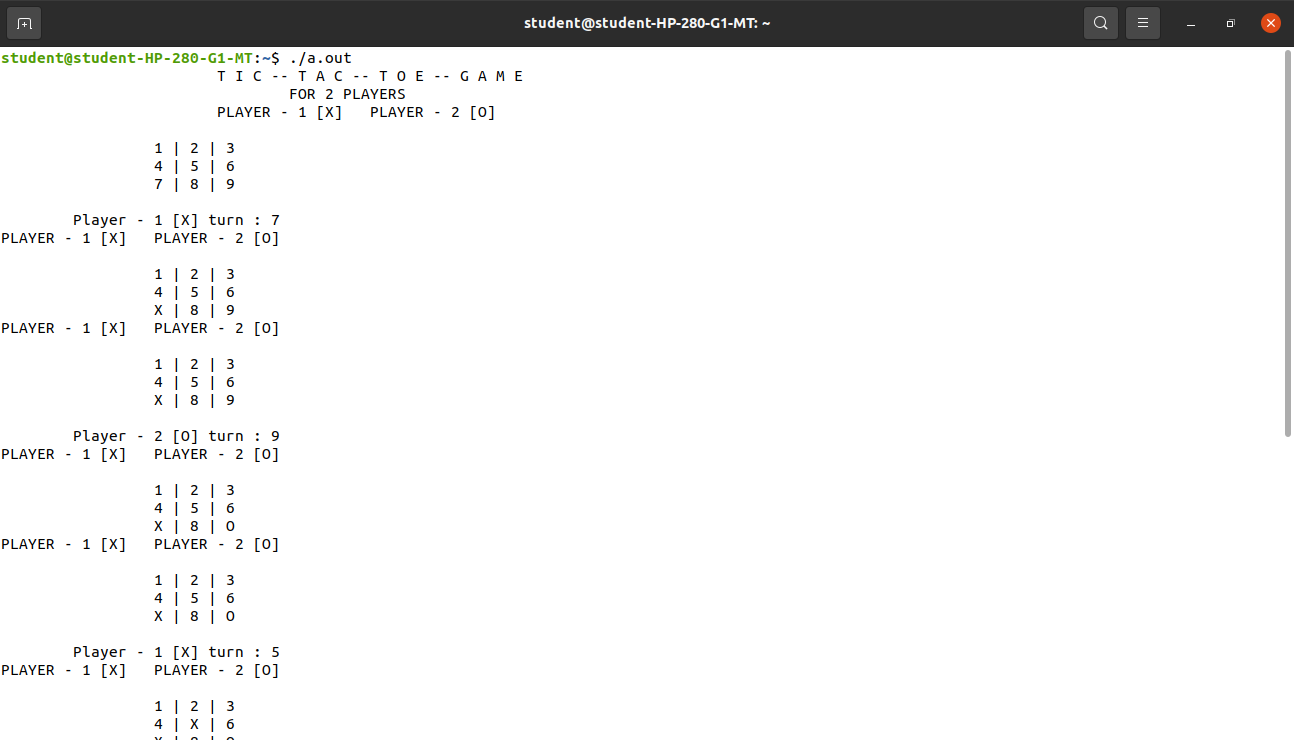 student@student-HP-280-G1-MT: ~
student@student-HP-280-G1-MT:~$ ./a.out
T I C -- T A C -- T O E -- G A M E
FOR 2 PLAYERS
PLAYER - 1 [X]   PLAYER - 2 [O]
1 | 2 | 3
4 | 5 | 6
7 | 8 | 9
Player - 1 [X] turn : 7
PLAYER - 1 [X]   PLAYER - 2 [O]
1 | 2 | 3
4 | 5 | 6
X | 8 | 9
PLAYER - 1 [X]   PLAYER - 2 [O]
1 | 2 | 3
4 | 5 | 6
X | 8 | 9
Player - 2 [O] turn : 9
PLAYER - 1 [X]   PLAYER - 2 [O]
1 | 2 | 3
4 | 5 | 6
X | 8 | O
PLAYER - 1 [X]   PLAYER - 2 [O]
1 | 2 | 3
4 | 5 | 6
X | 8 | O
Player - 1 [X] turn : 5
PLAYER - 1 [X]   PLAYER - 2 [O]
1 | 2 | 3
4 | X | 6